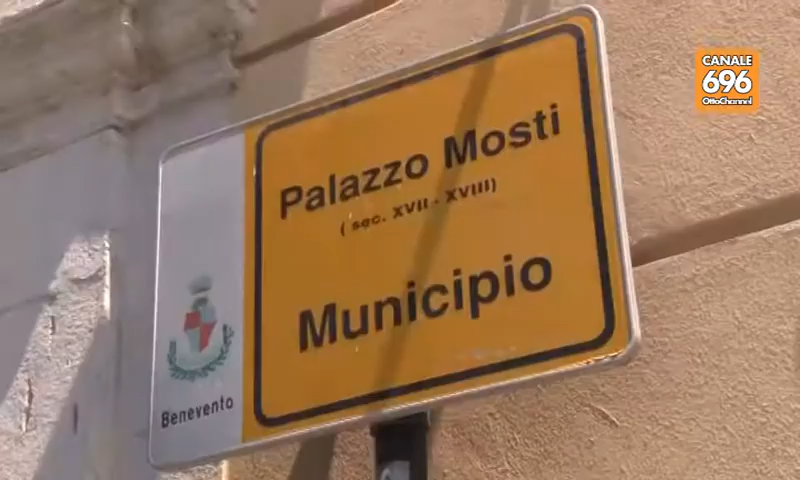 CANALE
696
OttoChannel
Palazzo Mosti
( sec. XVII - XVIII)
Municipio
Benevento